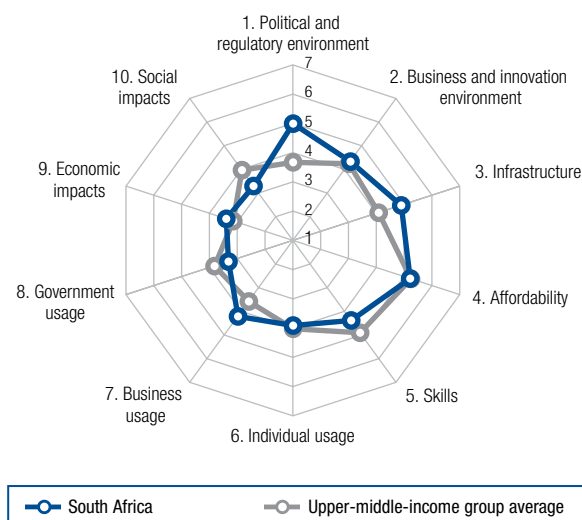 1. Political and
regulatory environment
2. Business and innovation
environment
3. Infrastructure
4. Affordability
5. Skills
6. Individual usage
7. Business
usage
8. Government
usage
9. Economic
impacts
10. Social
impacts
7
6
5
4
3
2
1
South Africa
Upper-middle-income group average